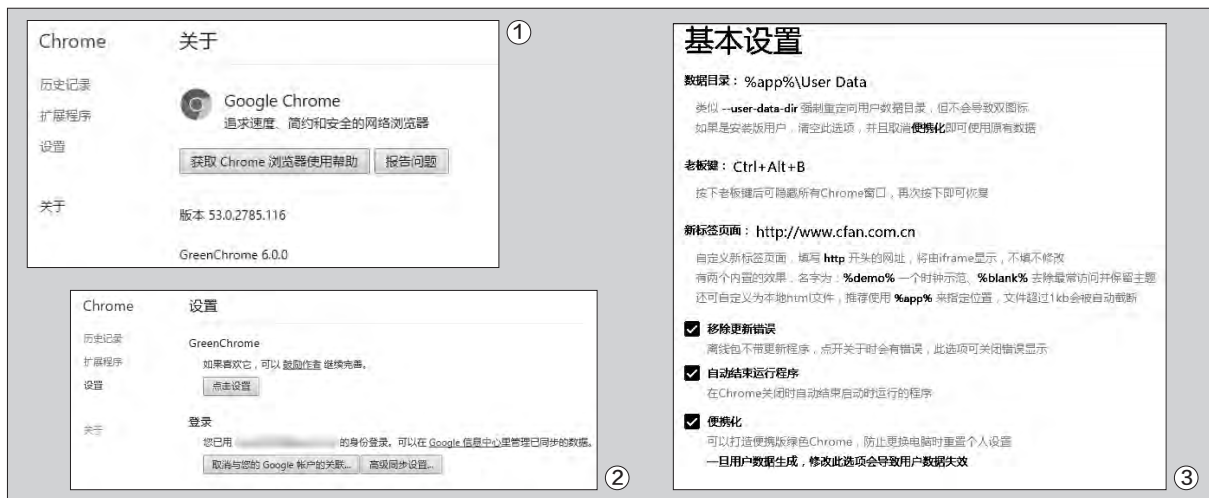 Chrome
关于
①
历史记录
扩展程序
设置
关于
Google Chrome
追求速度、简约和安全的网络浏览器
获取 Chrome 浏览器使用帮助
报告问题
版本 53.0.2785.116
GreenChrome 6.0.0
Chrome
设置
历史记录
扩展程序
设置
关于
GreenChrome
如果喜欢它，可以 鼓励作者 继续完善。
点击设置
登录
您已用
的身份登录。可以在 Google 信息中心里管理已同步的数据。
取消与您的 Google 帐户的关联...
高级同步设置...
②
基本设置
数据目录： %app%\User Data
类似 --user-data-dir 强制重定向用户数据目录，但不会导致双图标
如果是安装版用户，清空此选项，并且取消便携化即可使用原有数据
老板键： Ctrl+Alt+B
按下老板键后可隐藏所有Chrome窗口，再次按下即可恢复
新标签页面： http://www.cfan.com.cn
自定义新标签页面，填写 http 开头的网址，将由iframe显示，不填不修改
有两个内置的效果，名字为：%demo% 一个时钟示范、%blank% 去除最常访问并保留主题
还可自定义为本地html文件，推荐使用 %app% 来指定位置，文件超过1kb会被自动截断
移除更新错误
离线包不带更新程序，点开关于时会有错误，此选项可关闭错误显示
自动结束运行程序
在Chrome关闭时自动结束启动时运行的程序
便携化
可以打造便携版绿色Chrome，防止更换电脑时重置个人设置
一旦用户数据生成，修改此选项会导致用户数据失效
③